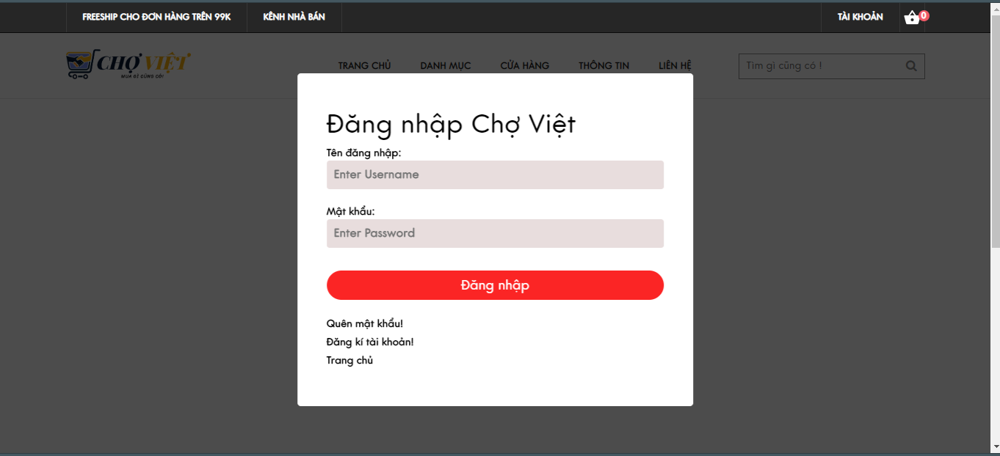 FREESHIP CHO ĐƠN HÀNG TRÊN 99K KÊNH NHÀ BÁN TÀI KHOẢN 0
CHỢ VIỆT
MUA GÌ CŨNG CÓ!
TRANG CHỦ DANH MỤC CỬA HÀNG THÔNG TIN LIÊN HỆ Tìm gì cũng có !
Đăng nhập Chợ Việt
Tên đăng nhập:
Enter Username
Mật khẩu:
Enter Password
Đăng nhập
Quên mật khẩu!
Đăng kí tài khoản!
Trang chủ